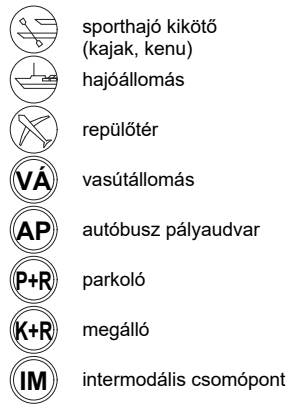 sporthajó kikötő
(kajak, kenu)
hajóállomás
repülőtér
VÁ vasútállomás
AP autóbusz pályaudvar
P+R parkoló
K+R megálló
IM intermodális csomópont